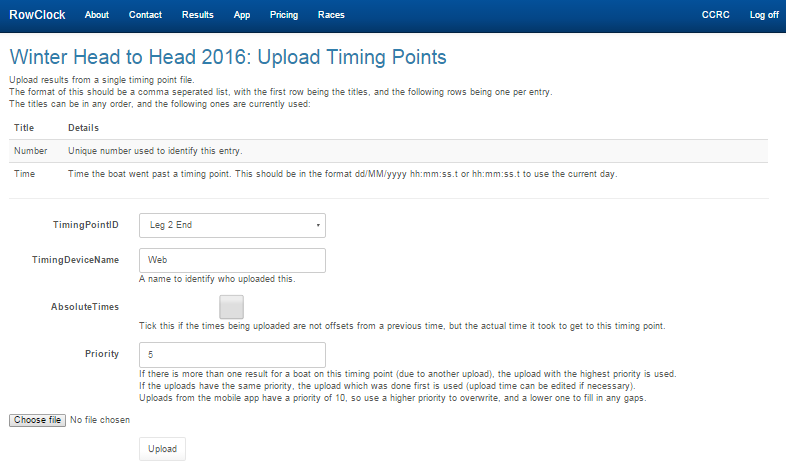 RowClock About Contact Results App Pricing Races CCRC Log off
Winter Head to Head 2016: Upload Timing Points
Upload results from a single timing point file.
The format of this should be a comma seperated list, with the first row being the titles, and the following rows being one per entry.
The titles can be in any order, and the following ones are currently used:
Title Details
Number Unique number used to identify this entry.
Time Time the boat went past a timing point. This should be in the format dd/MM/yyyy hh:mm:ss.t or hh:mm:ss.t to use the current day.
TimingPointID Leg 2 End
TimingDeviceName Web
A name to identify who uploaded this.
AbsoluteTimes
Tick this if the times being uploaded are not offsets from a previous time, but the actual time it took to get to this timing point.
Priority 5
If there is more than one result for a boat on this timing point (due to another upload), the upload with the highest priority is used.
If the uploads have the same priority, the upload which was done first is used (upload time can be edited if necessary).
Uploads from the mobile app have a priority of 10, so use a higher priority to overwrite, and a lower one to fill in any gaps.
Choose file No file chosen
Upload